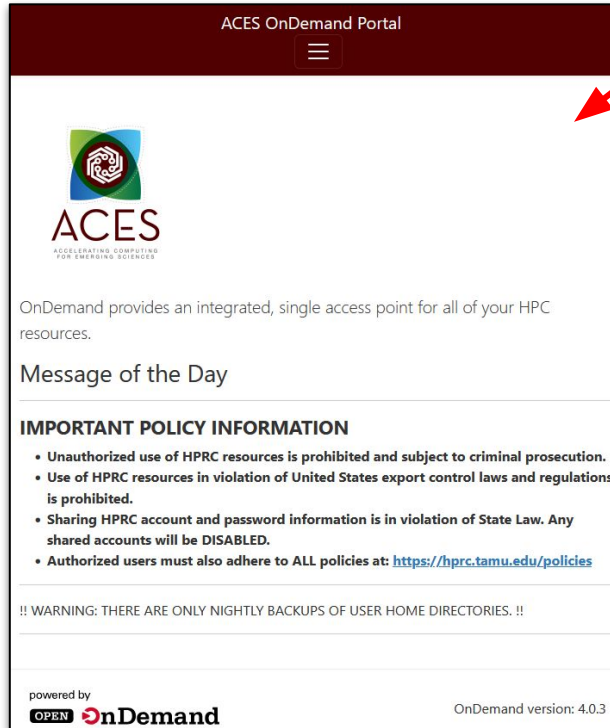 ACES OnDemand Portal
ACES
ACCELERATING COMPUTING
FOR EMERGING SCIENCES
OnDemand provides an integrated, single access point for all of your HPC
resources.
Message of the Day
IMPORTANT POLICY INFORMATION
• Unauthorized use of HPRC resources is prohibited and subject to criminal prosecution.
• Use of HPRC resources in violation of United States export control laws and regulations
is prohibited.
• Sharing HPRC account and password information is in violation of State Law. Any
shared accounts will be DISABLED.
• Authorized users must also adhere to ALL policies at: https://hprc.tamu.edu/policies
!! WARNING: THERE ARE ONLY NIGHTLY BACKUPS OF USER HOME DIRECTORIES. !!
powered by
OPEN OnDemand
OnDemand version: 4.0.3